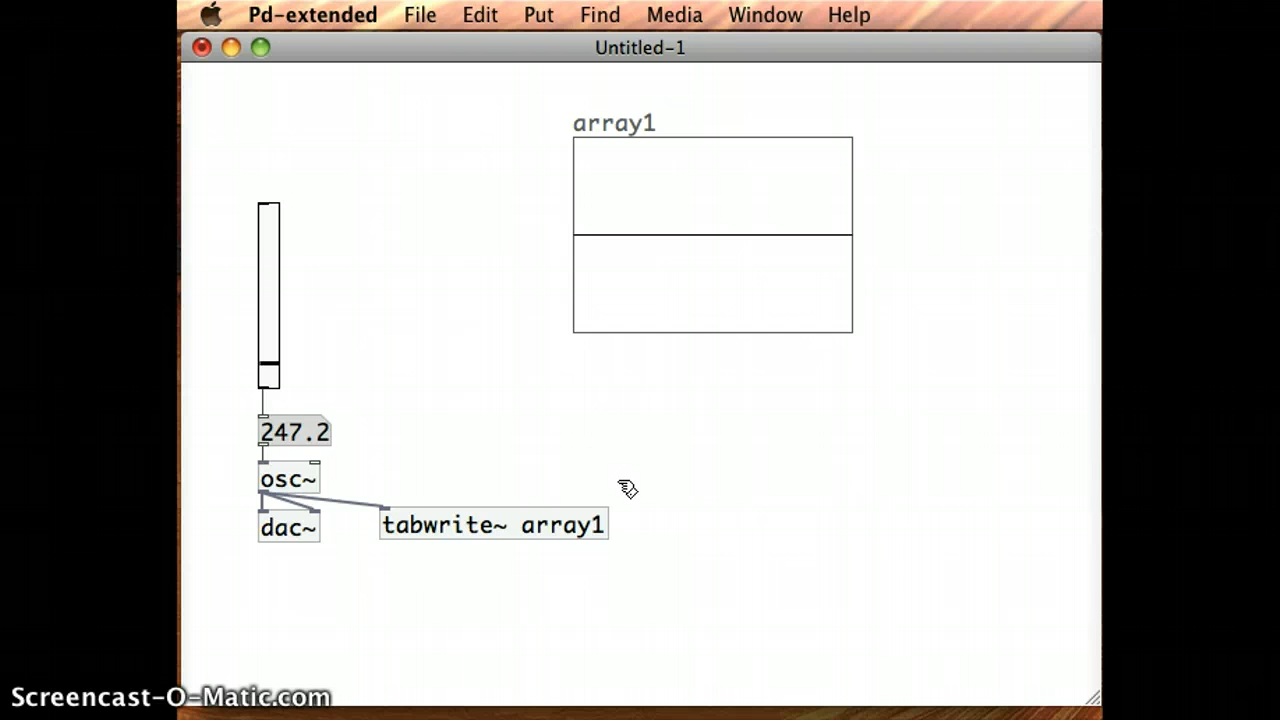 Pd-extended File Edit Put Find Media Window Help
Untitled-1
array1
247.2
osc~
dac~
tabwrite~ array1
Screencast-O-Matic.com